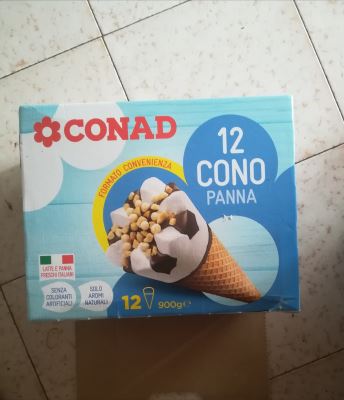 CONAD
12
CONO
PANNA
FORMATO CONVENIENZA
LATTE E PANNA
FRESCHI ITALIANI
SENZA
COLORANTI
ARTIFICIALI
SOLO
AROMI
NATURALI
12
900g e